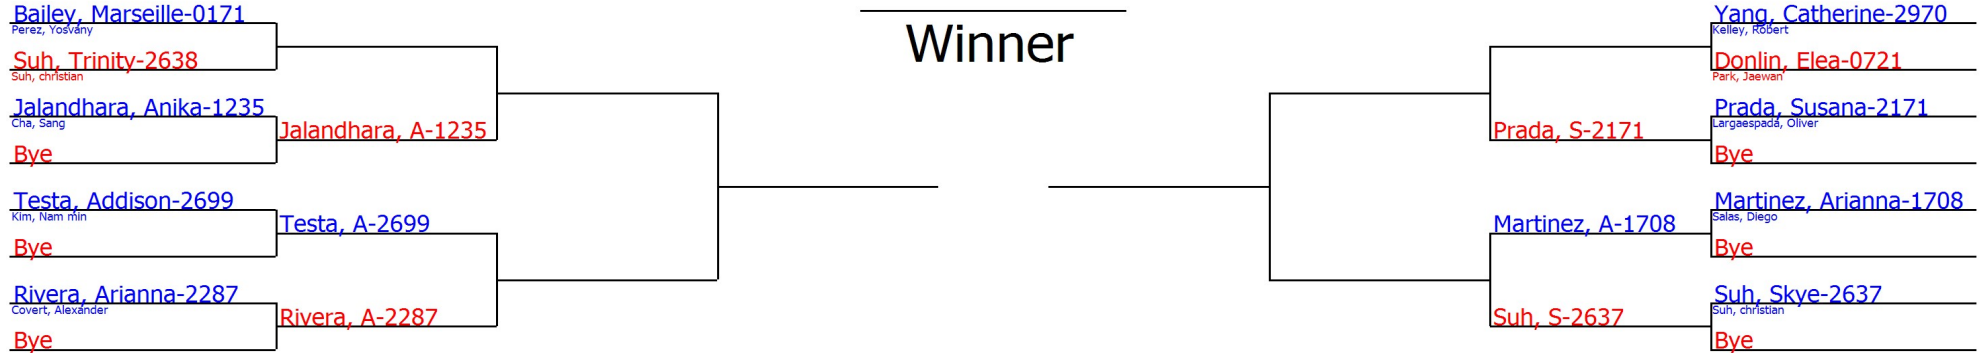 Bailey, Marseille-0171
Perez, Yosvany
Suh, Trinity-2638
Suh, christian
Jalandhara, Anika-1235
Cha, Sang
Bye
Testa, Addison-2699
Kim, Nam min
Bye
Rivera, Arianna-2287
Covert, Alexander
Bye
Jalandhara, A-1235
Testa, A-2699
Rivera, A-2287
Winner
Prada, S-2171
Martinez, A-1708
Suh, S-2637
Yang, Catherine-2970
Kelley, Robert
Donlin, Elea-0721
Park, Jaewan
Prada, Susana-2171
Largaespada, Oliver
Bye
Martinez, Arianna-1708
Salas, Diego
Bye
Suh, Skye-2637
Suh, christian
Bye